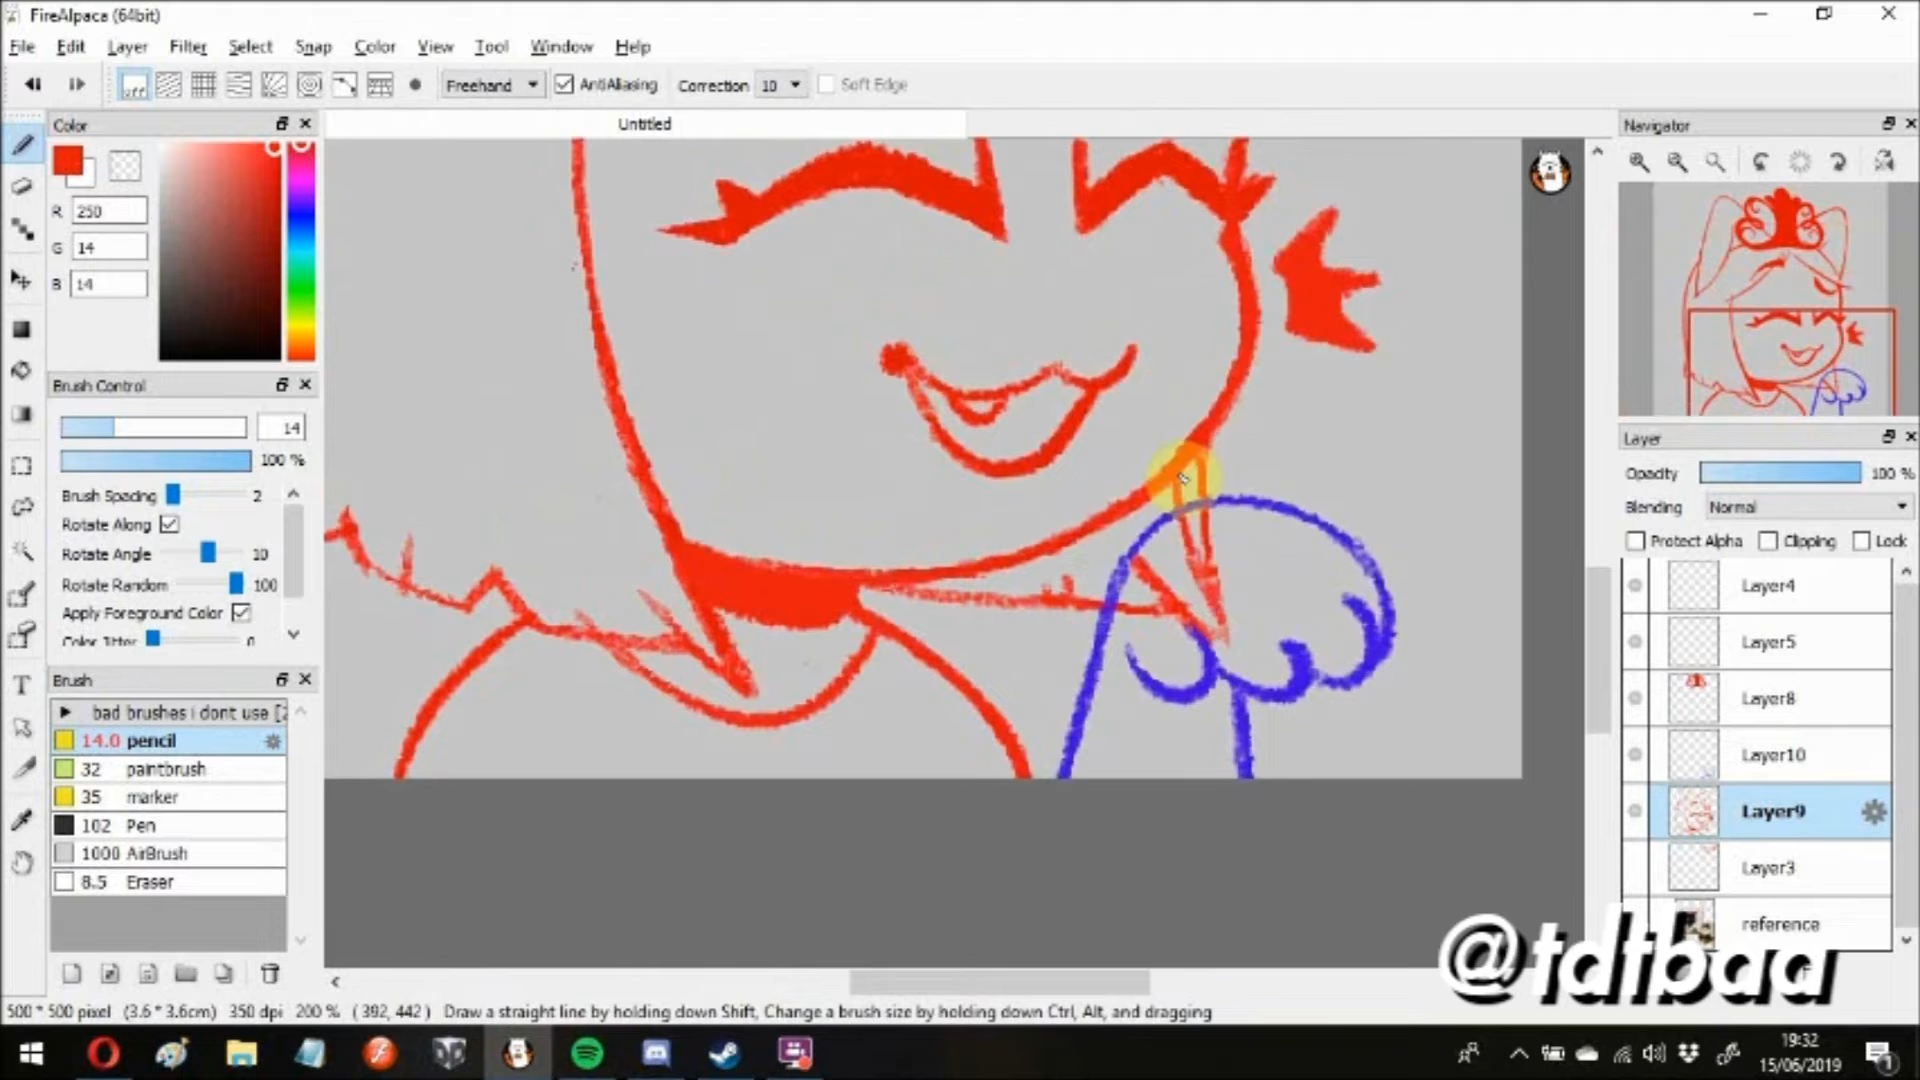 FireAlpaca (64bit)
File Edit Layer Filter Select Snap Color View Tool Window Help
off Freehand AntiAliasing Correction 10 Soft Edge
Color
Untitled
Navigator
R 250
G 14
B 14
Brush Control
14
100 %
Brush Spacing 2
Rotate Along
Rotate Angle 10
Rotate Random 100
Apply Foreground Color
Color Jitter 0
Brush
bad brushes i dont use [2
14.0 pencil
32 paintbrush
35 marker
102 Pen
1000 AirBrush
8.5 Eraser
Layer
Opacity 100 %
Blending Normal
Protect Alpha Clipping Lock
Layer4
Layer5
Layer8
Layer10
Layer9
Layer3
reference
@tdtbaa
500 * 500 pixel (3.6 * 3.6cm) 350 dpi 200 % ( 392, 442 ) Draw a straight line by holding down Shift, Change a brush size by holding down Ctrl, Alt, and dragging
19:32
15/06/2019
1